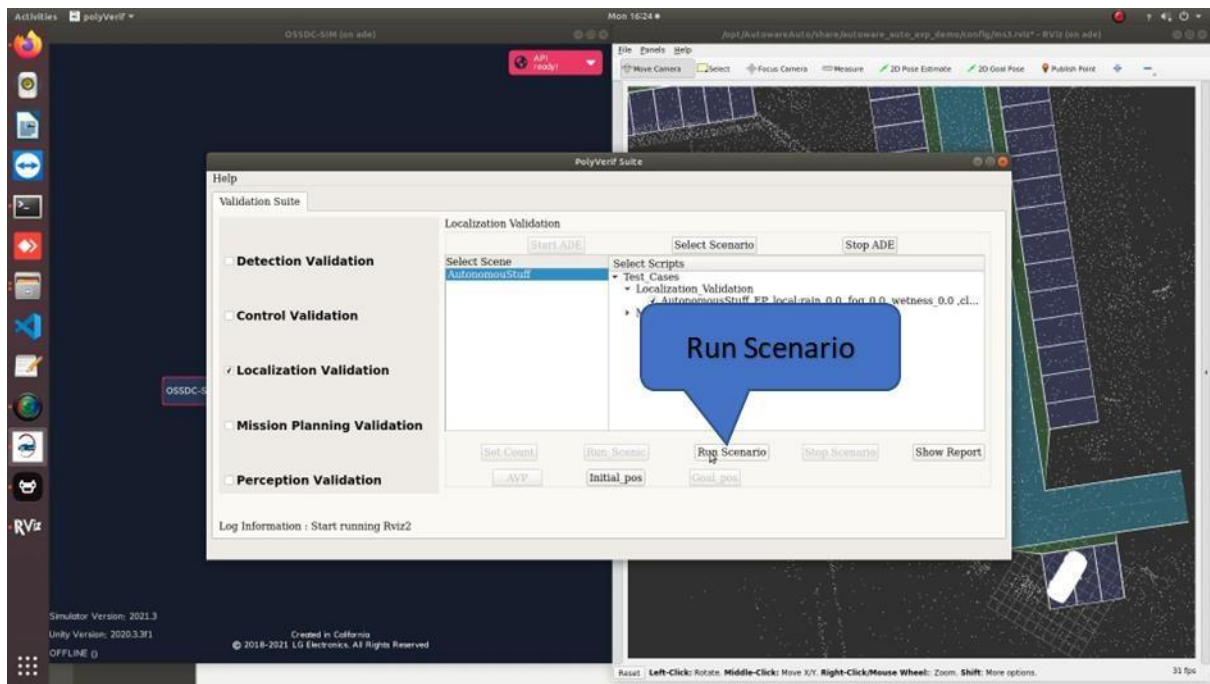 Activities
polyVerif
Mon 16:24
OSSDC-SIM (on ade)
/opt/AutowareAuto/share/autoware_auto_avp_demo/config/ms3.rviz* - RViz (on ade)
API
ready!
File Panels Help
Move Camera Select Focus Camera Measure 2D Pose Estimate 2D Goal Pose Publish Point
PolyVerif Suite
Help
Validation Suite
Detection Validation
Control Validation
Localization Validation
Mission Planning Validation
Perception Validation
Localization Validation
Start ADE Select Scenario Stop ADE
Select Scene
AutonomouStuff
Select Scripts
Test_Cases
Localization_Validation
AutonomousStuff_EP_local:rain_0.0_fog_0.0_wetness_0.0 ,cl...
Run Scenario
Set Count Run Scenic Run Scenario Stop Scenario Show Report
AVP Initial_pos Goal_pos
Log Information : Start running Rviz2
OSSDC-S
RViz
Simulator Version: 2021.3
Unity Version: 2020.3.3f1
OFFLINE ()
Created in California
© 2018-2021 LG Electronics. All Rights Reserved
Reset Left-Click: Rotate. Middle-Click: Move X/Y. Right-Click/Mouse Wheel: Zoom. Shift: More options.
31 fps